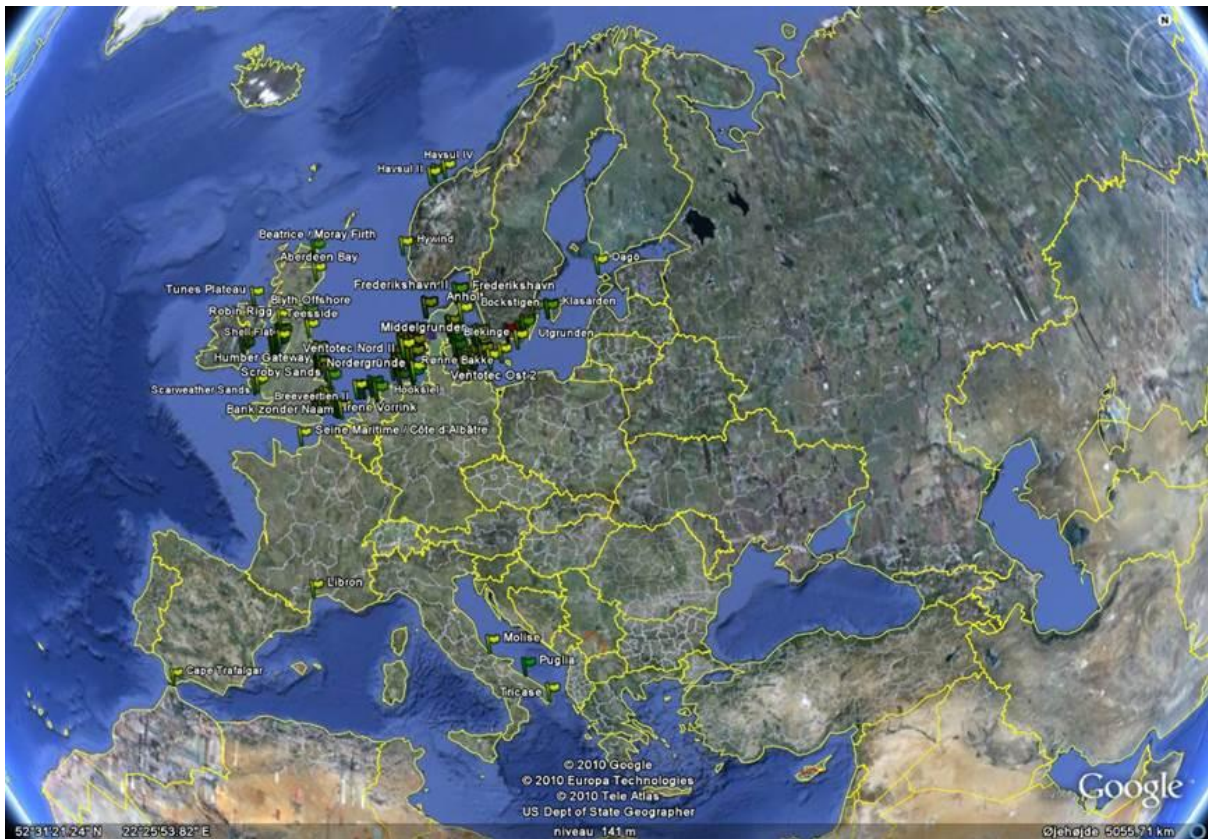 N
Havsul IV
Havsul II
Hywind
Beatrice / Moray Firth
Aberdeen Bay
Dagö
Frederikshavn II
Frederikshavn
Tunes Plateau
Blyth Offshore
Anholt
Bockstigen
Klasården
Robin Rigg
Teesside
Shell Flat
Middelgrunden
Blekinge
Utgrunden
Humber Gateway
Ventotec Nord II
Nordergründe
Rønne Bakke
Scroby Sands
Ventotec Ost 2
Scarweather Sands
Breeveertien II
Hooksiel
Bank zonder Naam
Irene Vorrink
Seine Maritime / Côte d'Albâtre
Libron
Molise
Puglia
Cape Trafalgar
Tricase
© 2010 Google
© 2010 Europa Technologies
© 2010 Tele Atlas
US Dept of State Geographer
Google
52°31'21.24" N 22°25'53.82" E niveau 141 m Øjehøjde 5055.71 km